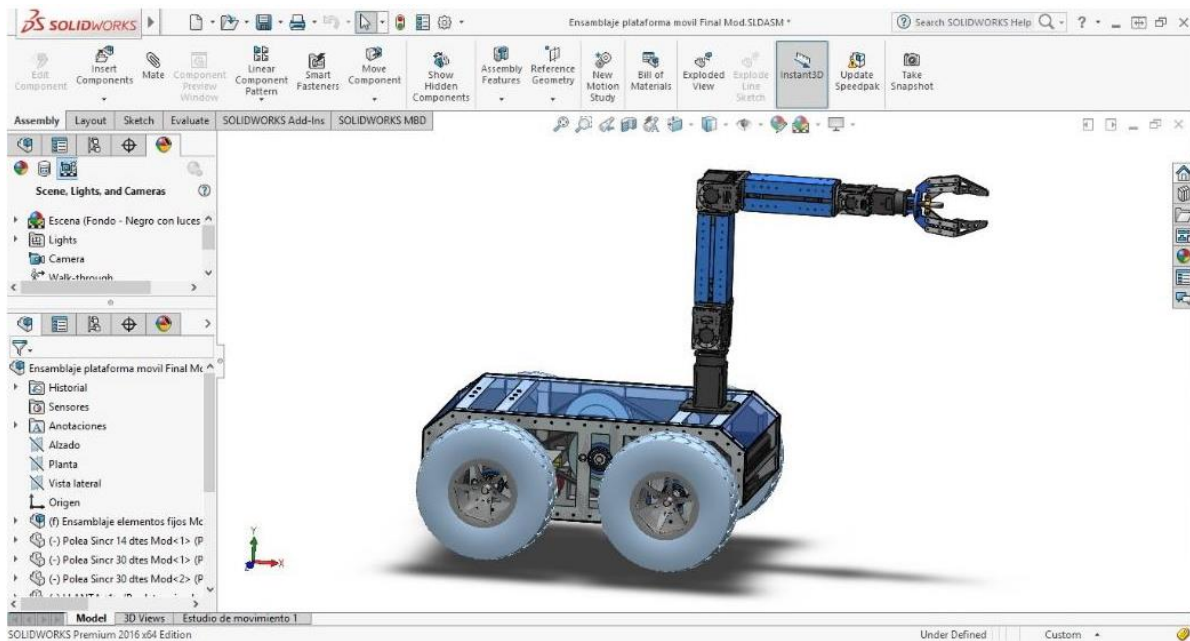 SOLIDWORKS
Ensamblaje plataforma movil Final Mod.SLDASM *
Search SOLIDWORKS Help
Edit Component
Insert Components
Mate
Component Preview Window
Linear Component Pattern
Smart Fasteners
Move Component
Show Hidden Components
Assembly Features
Reference Geometry
New Motion Study
Bill of Materials
Exploded View
Explode Line Sketch
Instant3D
Update Speedpak
Take Snapshot
Assembly Layout Sketch Evaluate SOLIDWORKS Add-Ins SOLIDWORKS MBD
Scene, Lights, and Cameras
Escena (Fondo - Negro con luces
Lights
Camera
Walk-through
Ensamblaje plataforma movil Final Mc
Historial
Sensores
Anotaciones
Alzado
Planta
Vista lateral
Origen
(f) Ensamblaje elementos fijos Mc
(-) Polea Sincr 14 dtes Mod<1> (P
(-) Polea Sincr 30 dtes Mod<1> (P
(-) Polea Sincr 30 dtes Mod<2> (P
Y
X
Model 3D Views Estudio de movimiento 1
SOLIDWORKS Premium 2016 x64 Edition
Under Defined
Custom